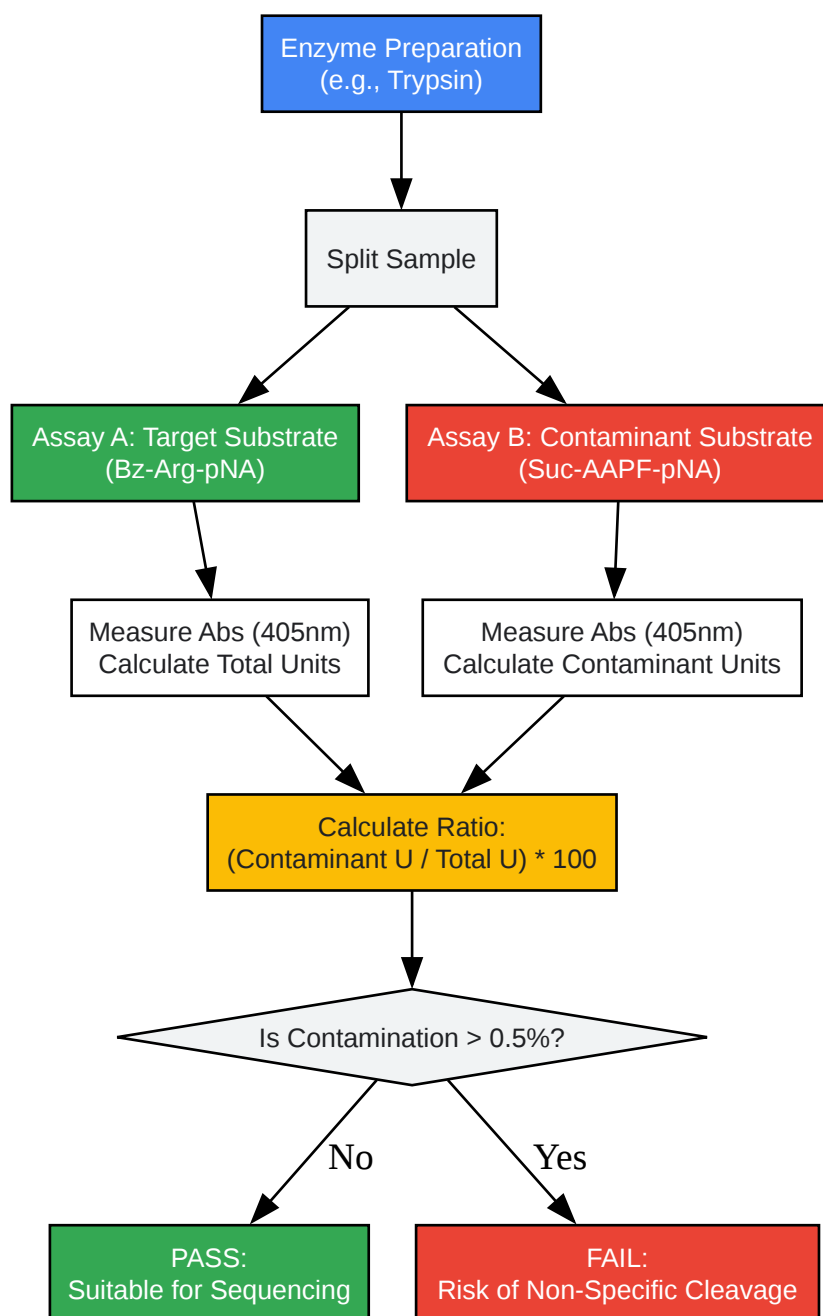 Enzyme Preparation
(e.g., Trypsin)
Split Sample
Assay A: Target Substrate
(Bz-Arg-pNA)
Assay B: Contaminant Substrate
(Suc-AAPF-pNA)
Measure Abs (405nm)
Calculate Total Units
Measure Abs (405nm)
Calculate Contaminant Units
Calculate Ratio:
(Contaminant U / Total U) * 100
Is Contamination > 0.5%?
No
Yes
PASS:
Suitable for Sequencing
FAIL:
Risk of Non-Specific Cleavage